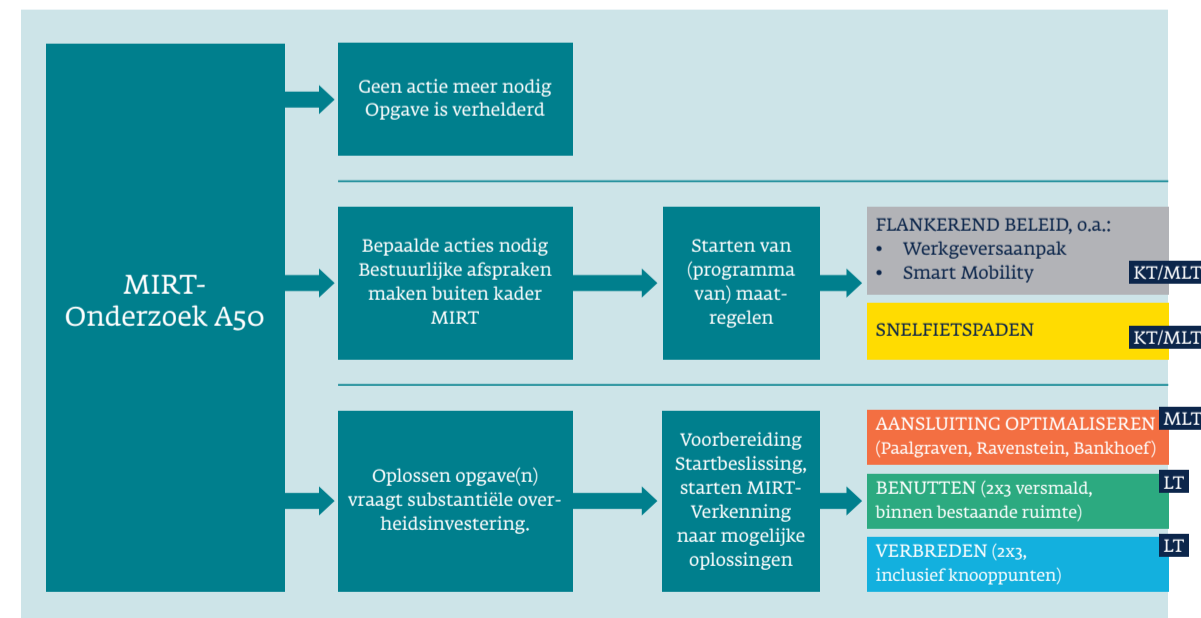 MIRT-
Onderzoek A50
Geen actie meer nodig
Opgave is verhelderd
Bepaalde acties nodig
Bestuurlijke afspraken
maken buiten kader
MIRT
Starten van
(programma
van) maat-
regelen
FLANKEREND BELEID, o.a.:
• Werkgeversaanpak
• Smart Mobility
KT/MLT
SNELFIETSPADEN
KT/MLT
Oplossen opgave(n)
vraagt substantiële over-
heidsinvestering.
Voorbereiding
Startbeslissing,
starten MIRT-
Verkenning
naar mogelijke
oplossingen
AANSLUITING OPTIMALISEREN
(Paalgraven, Ravenstein, Bankhoef)
MLT
BENUTTEN (2x3 versmald,
binnen bestaande ruimte)
LT
VERBREDEN (2x3,
inclusief knooppunten)
LT